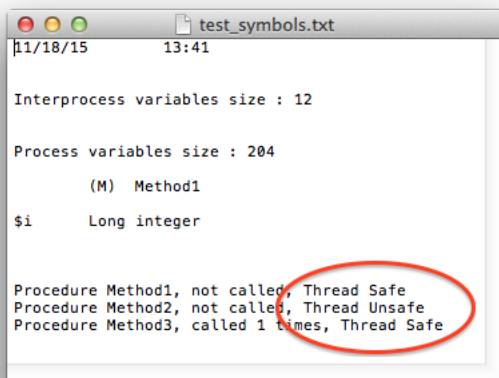 test_symbols.txt
11/18/15 13:41
Interprocess variables size : 12
Process variables size : 204
(M) Method1
$i Long integer
Procedure Method1, not called, Thread Safe
Procedure Method2, not called, Thread Unsafe
Procedure Method3, called 1 times, Thread Safe